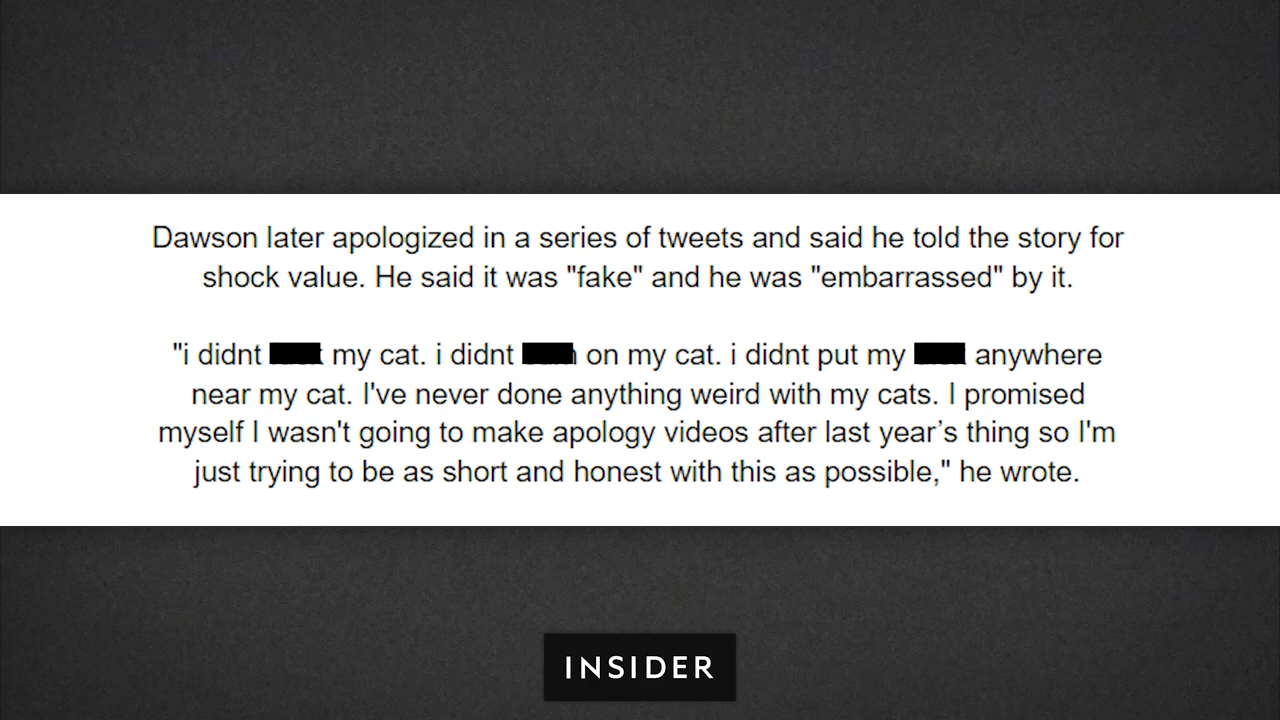 Dawson later apologized in a series of tweets and said he told the story for
shock value. He said it was "fake" and he was "embarrassed" by it.
"i didnt my cat. i didnt on my cat. i didnt put my anywhere
near my cat. I've never done anything weird with my cats. I promised
myself I wasn't going to make apology videos after last year’s thing so I'm
just trying to be as short and honest with this as possible," he wrote.
INSIDER